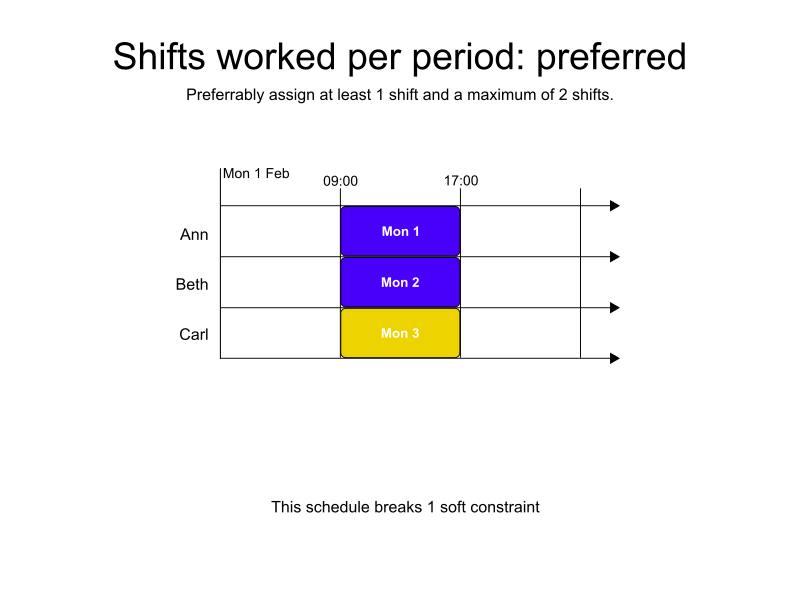 Shifts worked per period: preferred
Preferrably assign at least 1 shift and a maximum of 2 shifts.
Mon 1 Feb
09:00
17:00
Ann
Mon 1
Beth
Mon 2
Carl
Mon 3
This schedule breaks 1 soft constraint